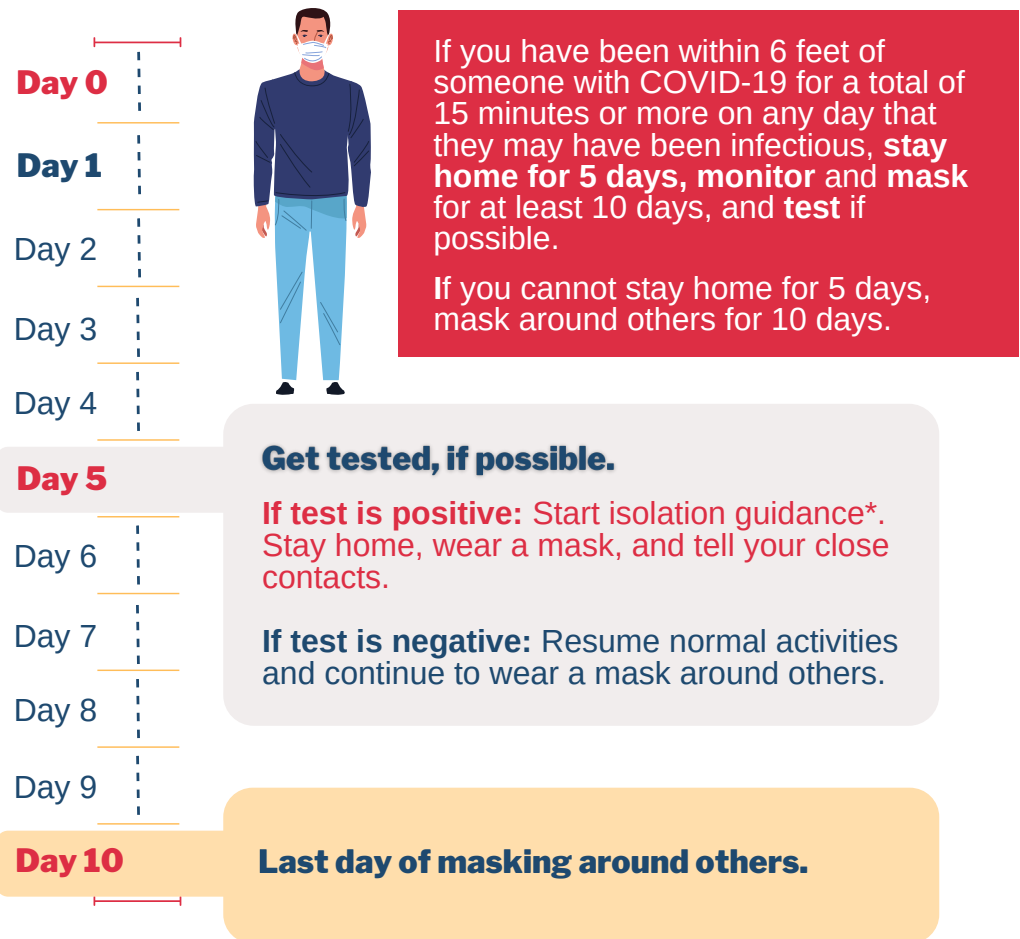 Day 0
Day 1
Day 2
Day 3
Day 4
Day 5
Day 6
Day 7
Day 8
Day 9
Day 10
If you have been within 6 feet of
someone with COVID-19 for a total of
15 minutes or more on any day that
they may have been infectious, stay
home for 5 days, monitor and mask
for at least 10 days, and test if
possible.
If you cannot stay home for 5 days,
mask around others for 10 days.
Get tested, if possible.
If test is positive: Start isolation guidance*.
Stay home, wear a mask, and tell your close
contacts.
If test is negative: Resume normal activities
and continue to wear a mask around others.
Last day of masking around others.